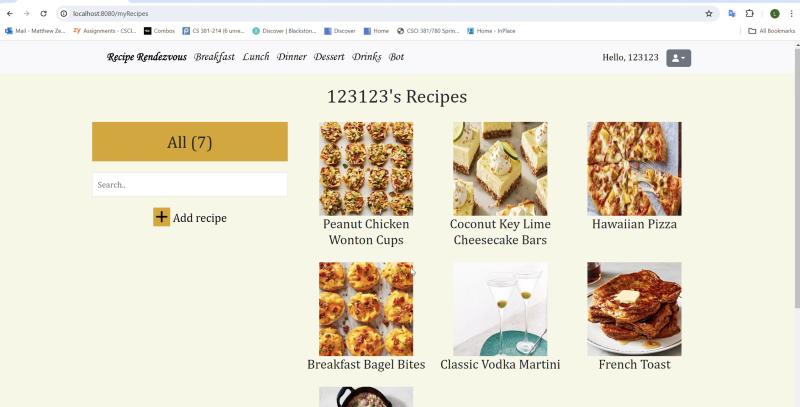 localhost:8080/myRecipes
Mail - Matthew Ze... Assignments - CSCI... Combos CS 381-214 (6 unre... Discover | Blackston... Discover Home CSCI 381/780 Sprin... Home - InPlace All Bookmarks
Recipe Rendezvous Breakfast Lunch Dinner Dessert Drinks Bot Hello, 123123
123123's Recipes
All (7)
Search..
Add recipe
Peanut Chicken
Wonton Cups
Coconut Key Lime
Cheesecake Bars
Hawaiian Pizza
Breakfast Bagel Bites
Classic Vodka Martini
French Toast